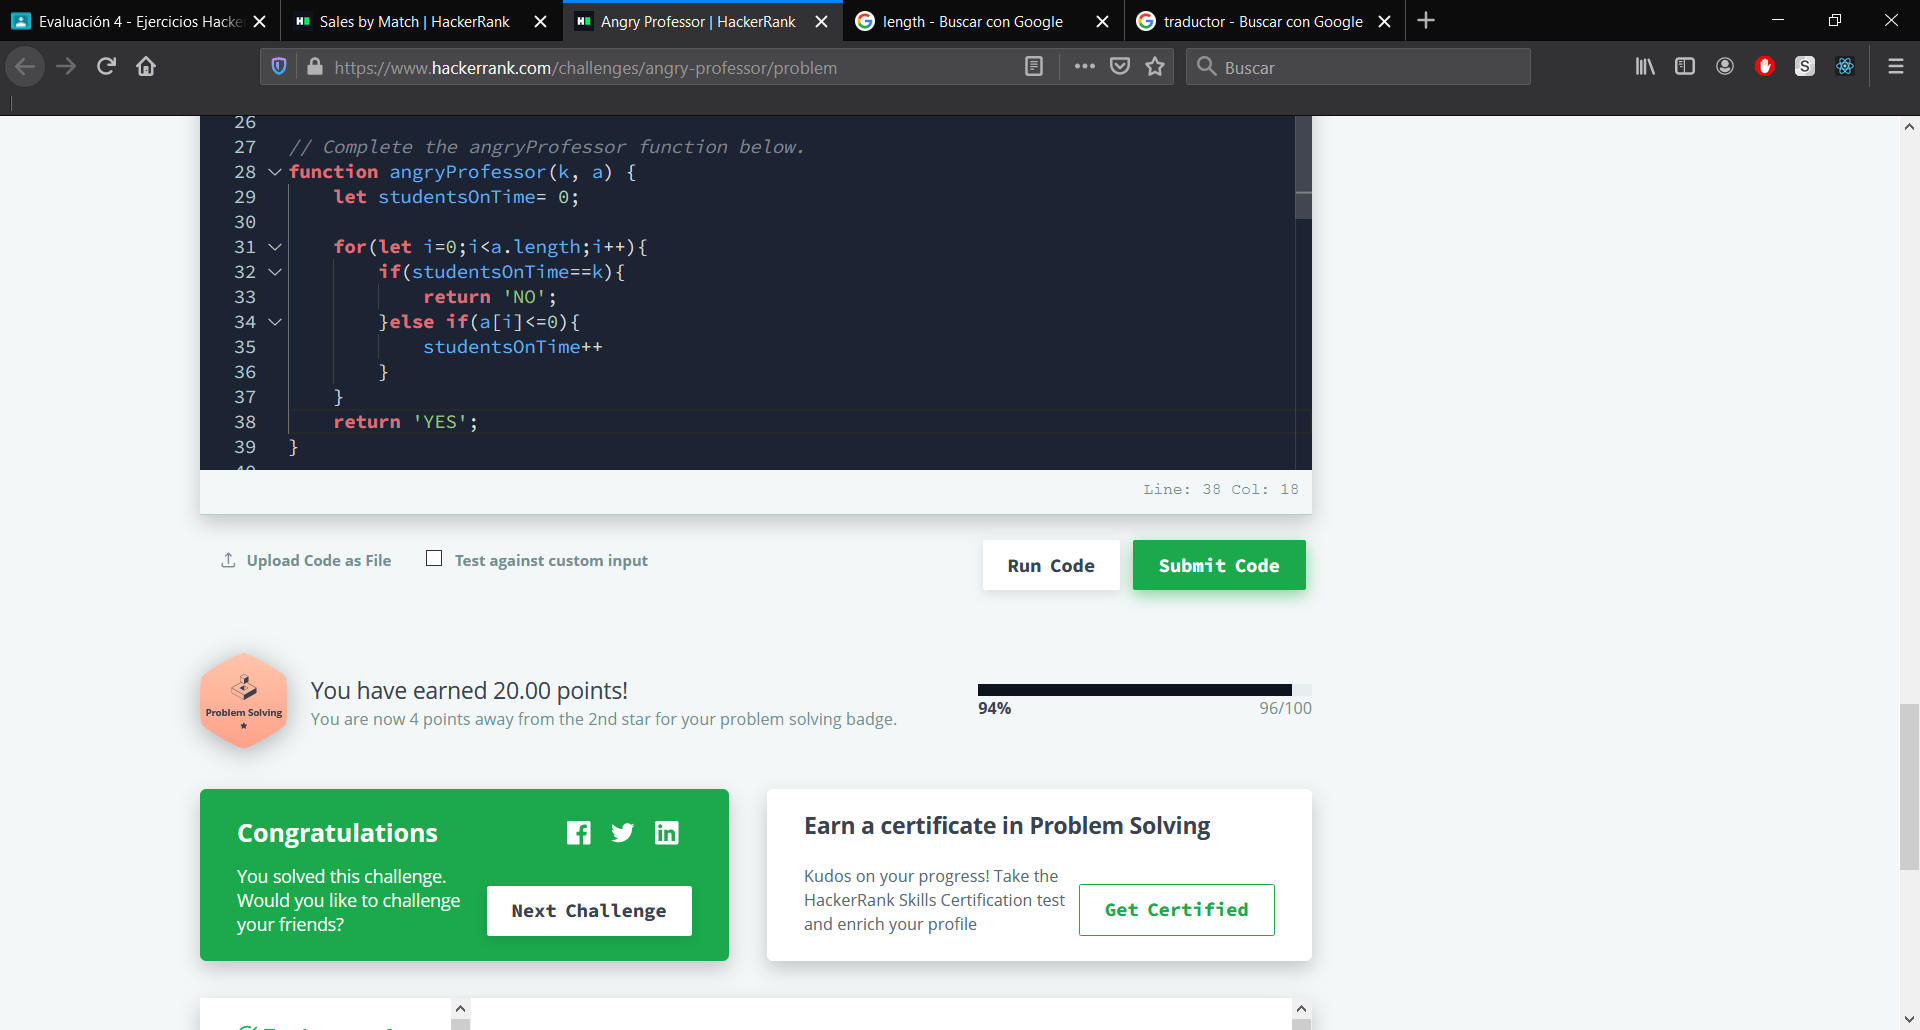 Evaluación 4 - Ejercicios Hacke
Sales by Match | HackerRank
Angry Professor | HackerRank
length - Buscar con Google
traductor - Buscar con Google
https://www.hackerrank.com/challenges/angry-professor/problem
Buscar
26
27 // Complete the angryProfessor function below.
28 function angryProfessor(k, a) {
29 let studentsOnTime= 0;
30
31 for(let i=0;i<a.length;i++){
32 if(studentsOnTime==k){
33 return 'NO';
34 }else if(a[i]<=0){
35 studentsOnTime++
36 }
37 }
38 return 'YES';
39 }
Line: 38 Col: 18
Upload Code as File
Test against custom input
Run Code
Submit Code
Problem Solving
You have earned 20.00 points!
You are now 4 points away from the 2nd star for your problem solving badge.
94%
96/100
Congratulations
You solved this challenge.
Would you like to challenge
your friends?
Next Challenge
Earn a certificate in Problem Solving
Kudos on your progress! Take the
HackerRank Skills Certification test
and enrich your profile
Get Certified